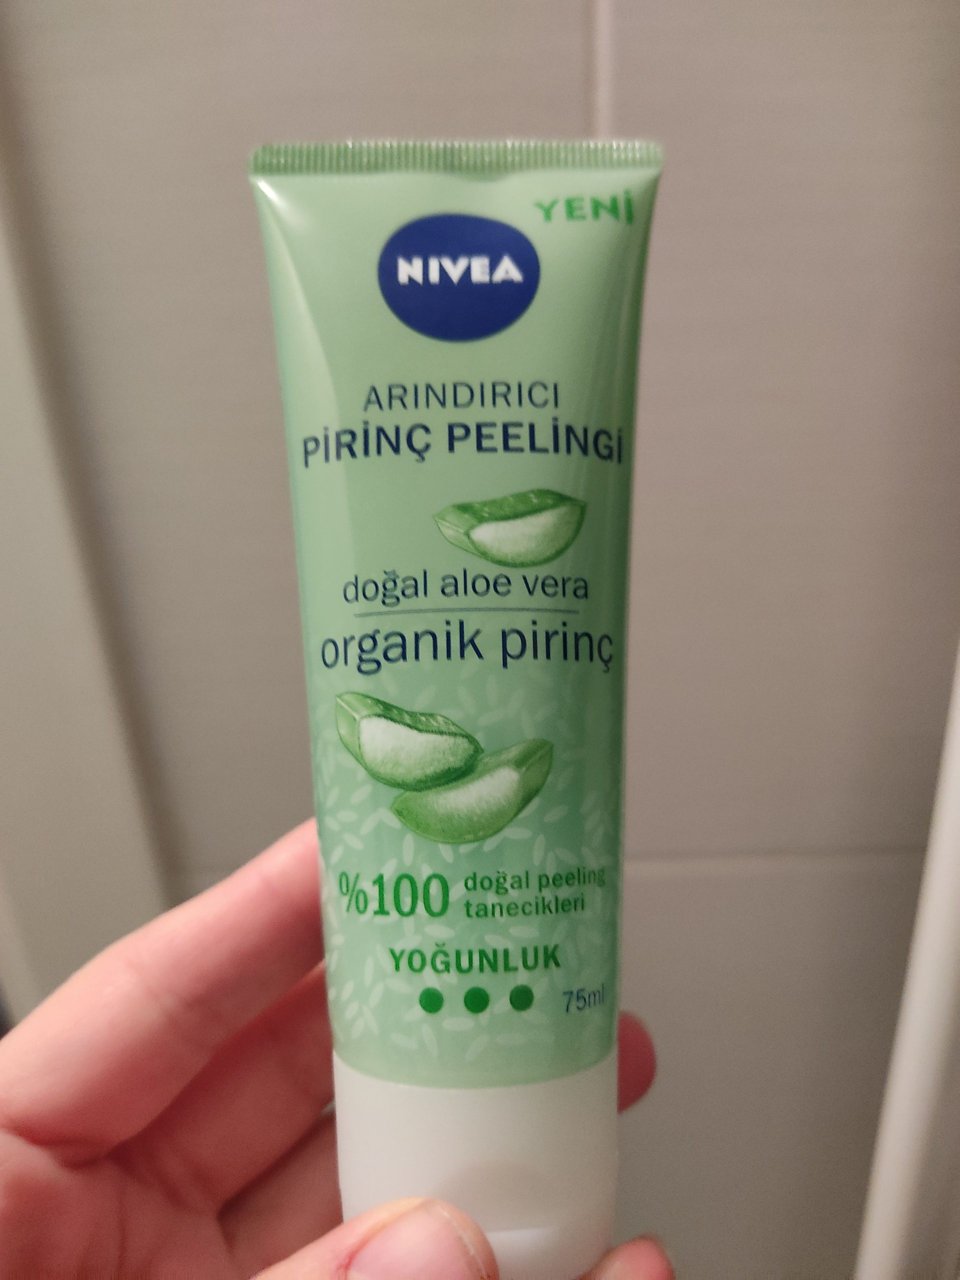 YENİ
NIVEA
ARINDIRICI
PİRİNÇ PEELİNGİ
doğal aloe vera
organik pirinç
%100 doğal peeling
tanecikleri
YOĞUNLUK
75ml